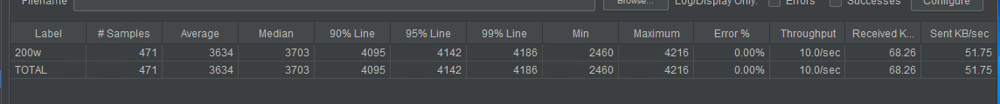 Filename Browse... Log/Display Only: Errors Successes Configure
Label # Samples Average Median 90% Line 95% Line 99% Line Min Maximum Error % Throughput Received K... Sent KB/sec
200w 471 3634 3703 4095 4142 4186 2460 4216 0.00% 10.0/sec 68.26 51.75
TOTAL 471 3634 3703 4095 4142 4186 2460 4216 0.00% 10.0/sec 68.26 51.75